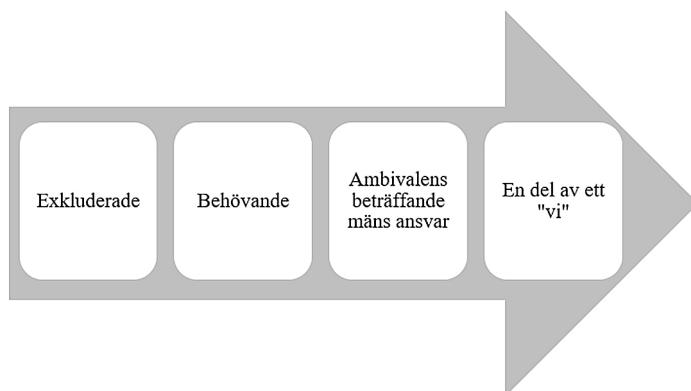 Exkluderade
Behövande
Ambivalens
beträffande
mäns ansvar
En del av ett
"vi"